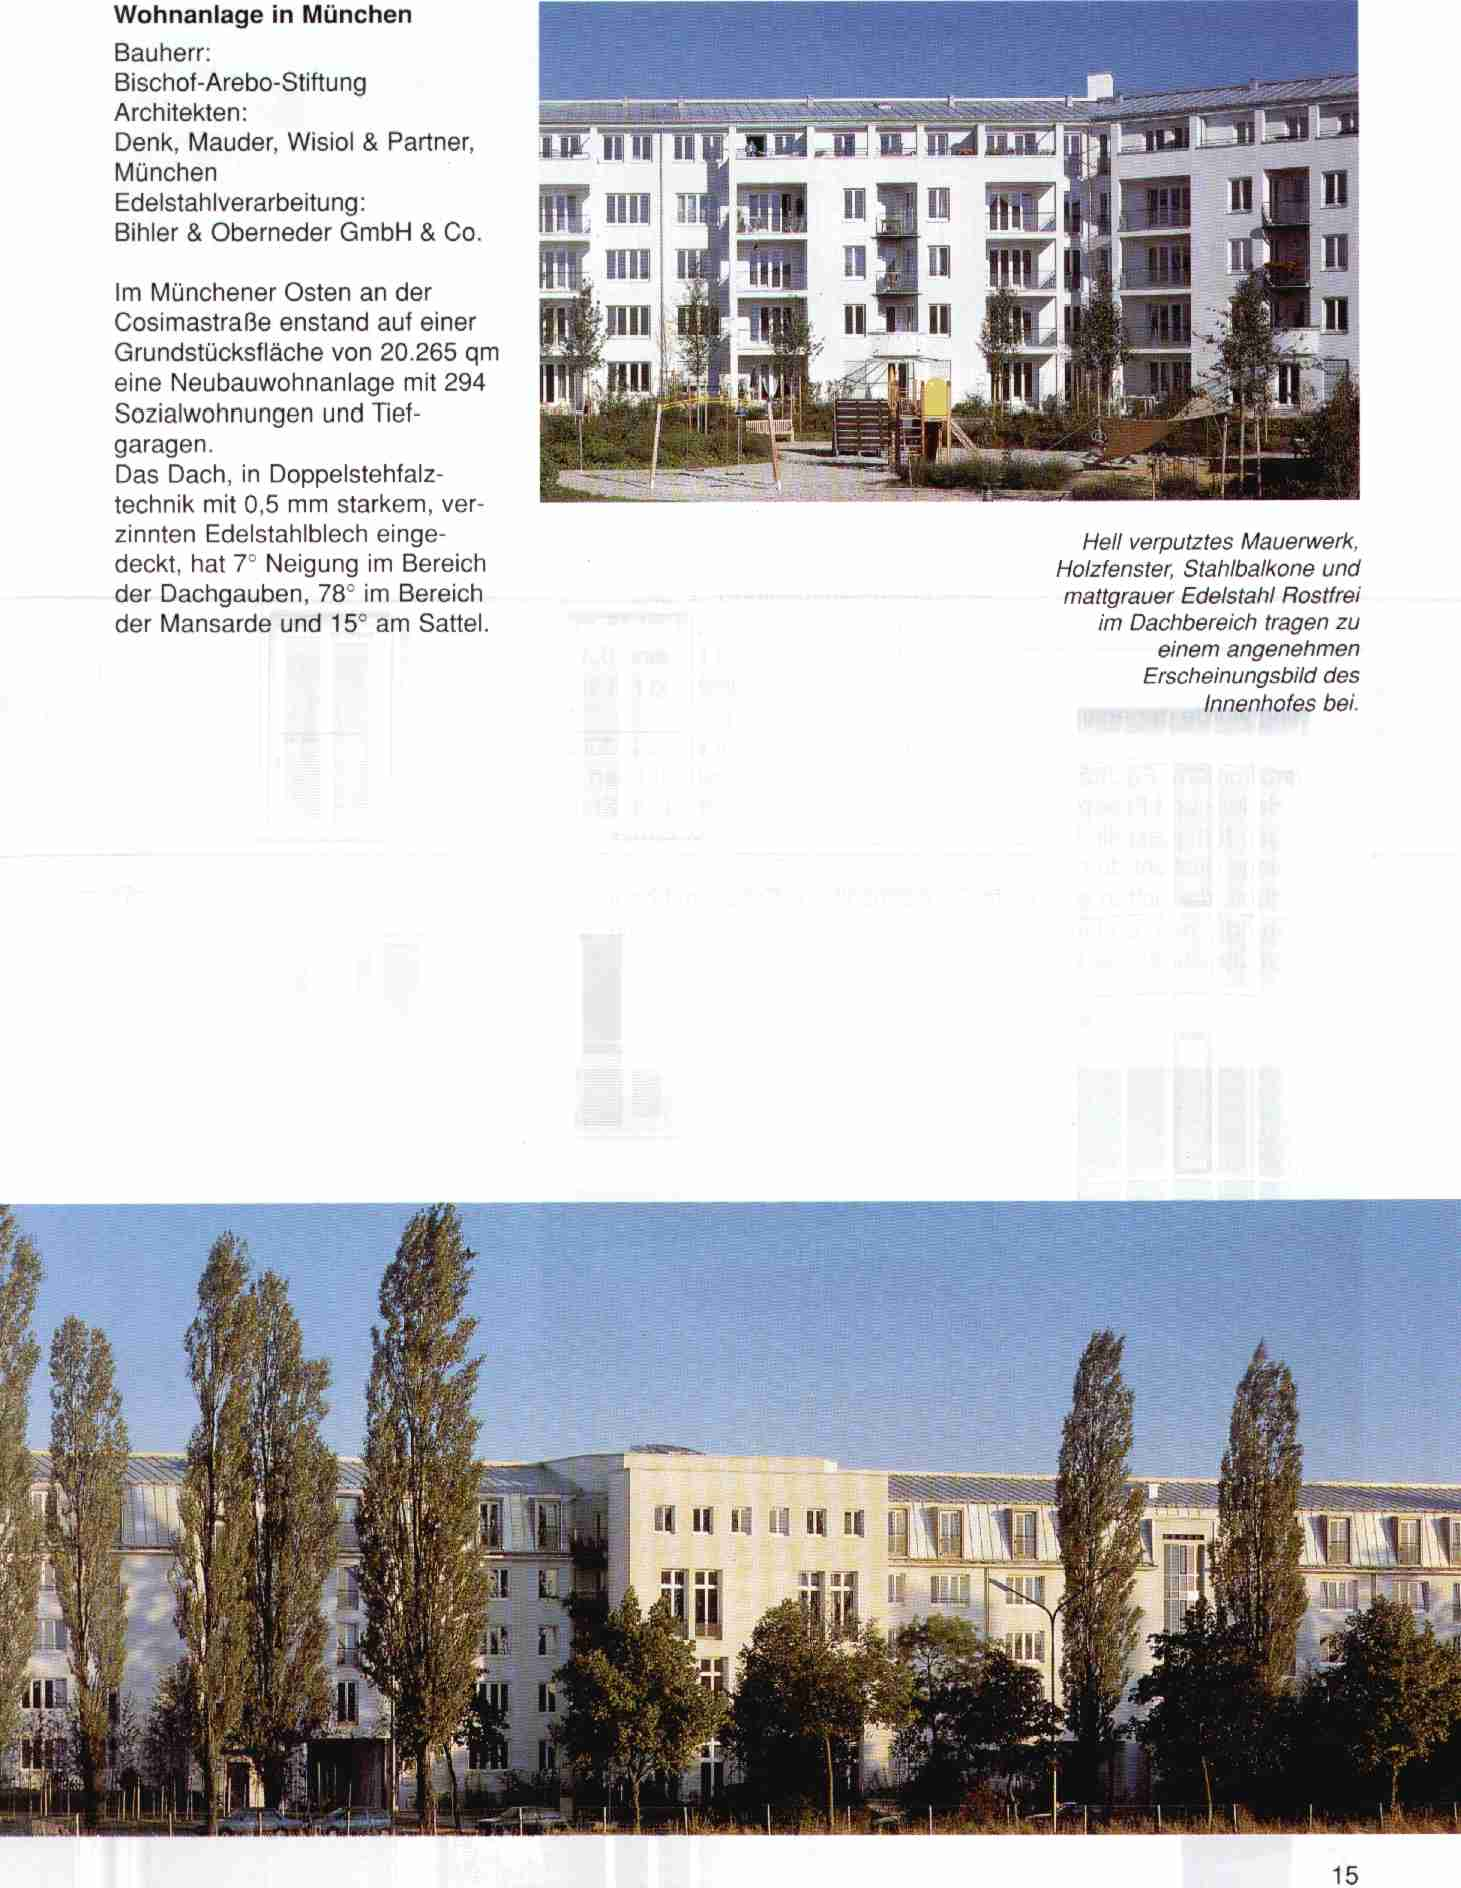 Wohnanlage in München
Bauherr:
Bischof-Arebo-Stiftung
Architekten:
Denk, Mauder, Wisiol & Partner,
München
Edelstahlverarbeitung:
Bihler & Oberneder GmbH & Co.
Im Münchener Osten an der
Cosimastraße enstand auf einer
Grundstücksfläche von 20.265 qm
eine Neubauwohnanlage mit 294
Sozialwohnungen und Tief-
garagen.
Das Dach, in Doppelstehfalz-
technik mit 0,5 mm starkem, ver-
zinnten Edelstahlblech einge-
deckt, hat 7° Neigung im Bereich
der Dachgauben, 78° im Bereich
der Mansarde und 15° am Sattel.
Hell verputztes Mauerwerk,
Holzfenster, Stahlbalkone und
mattgrauer Edelstahl Rostfrei
im Dachbereich tragen zu
einem angenehmen
Erscheinungsbild des
Innenhofes bei.
15